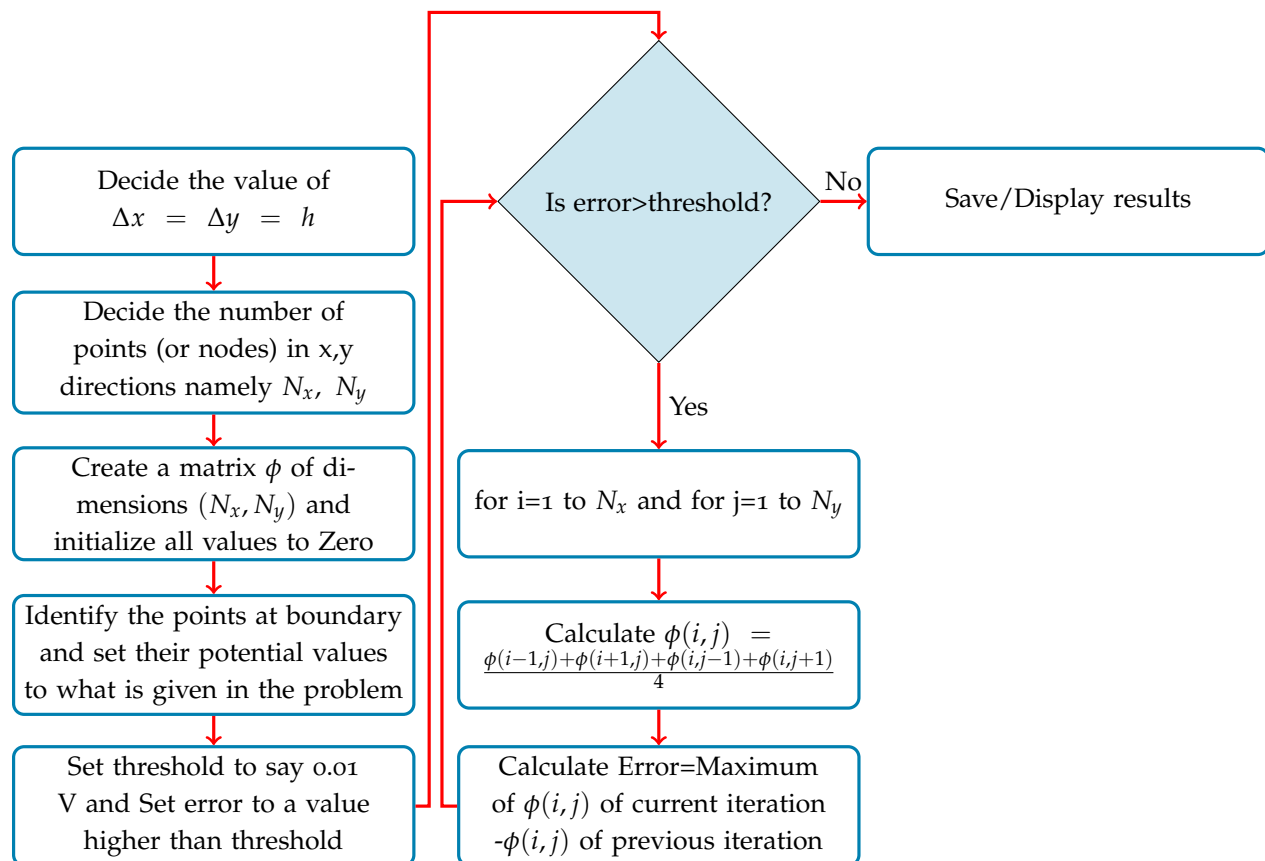 Decide the value of
Δx = Δy = h
Decide the number of
points (or nodes) in x,y
directions namely Nₓ, N_y
Create a matrix ϕ of di-
mensions (Nₓ, N_y) and
initialize all values to Zero
Identify the points at boundary
and set their potential values
to what is given in the problem
Set threshold to say 0.01
V and Set error to a value
higher than threshold
Is error>threshold?
No
Save/Display results
Yes
for i=1 to Nₓ and for j=1 to N_y
Calculate ϕ(i, j) =
ϕ(i−1,j)+ϕ(i+1,j)+ϕ(i,j−1)+ϕ(i,j+1)
4
Calculate Error=Maximum
of ϕ(i, j) of current iteration
-ϕ(i, j) of previous iteration